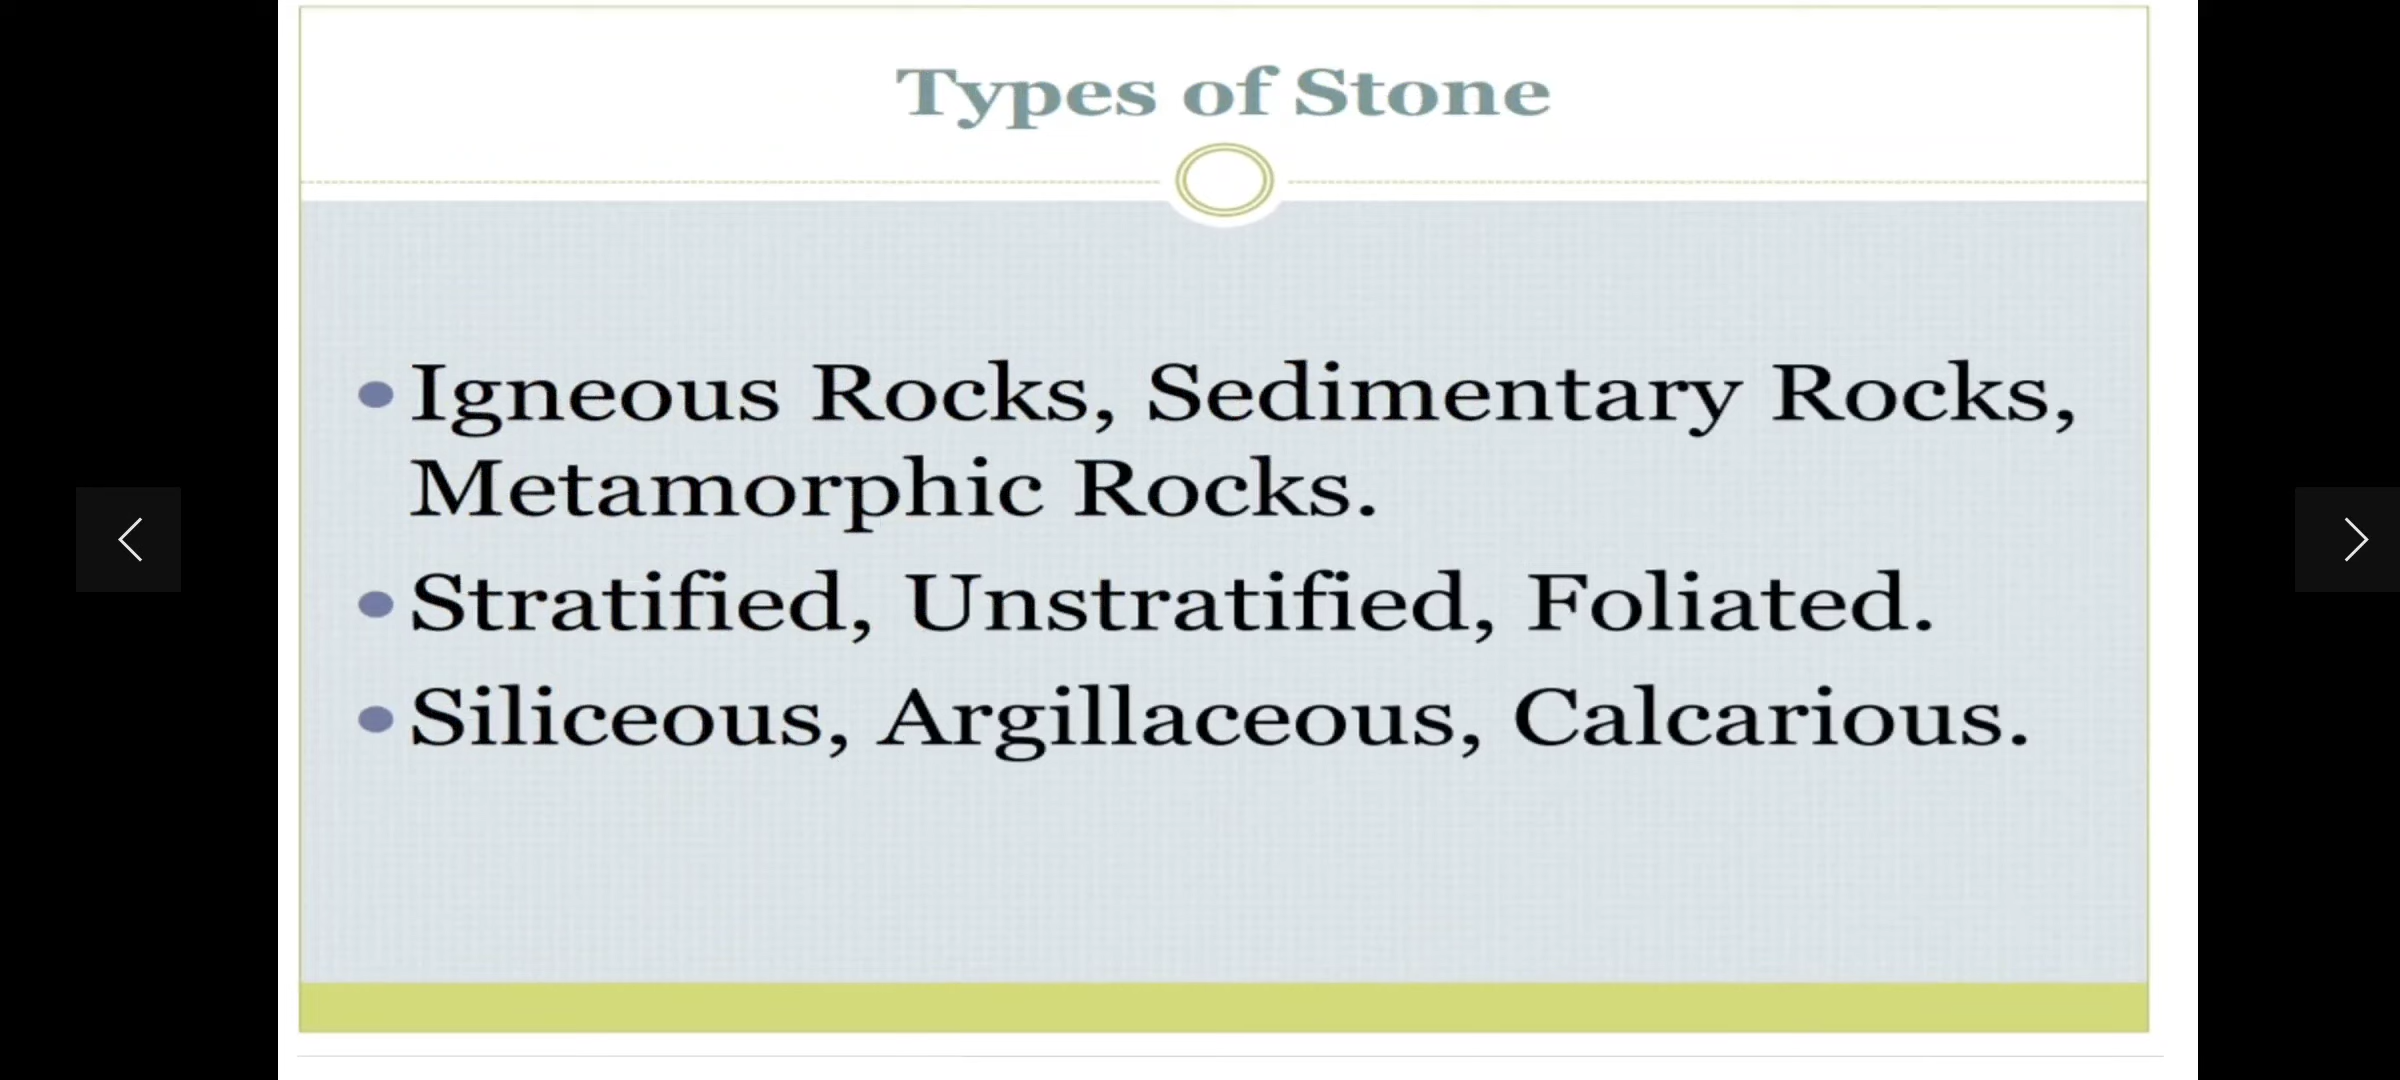 Types of Stone
• Igneous Rocks, Sedimentary Rocks,
Metamorphic Rocks.
• Stratified, Unstratified, Foliated.
• Siliceous, Argillaceous, Calcarious.